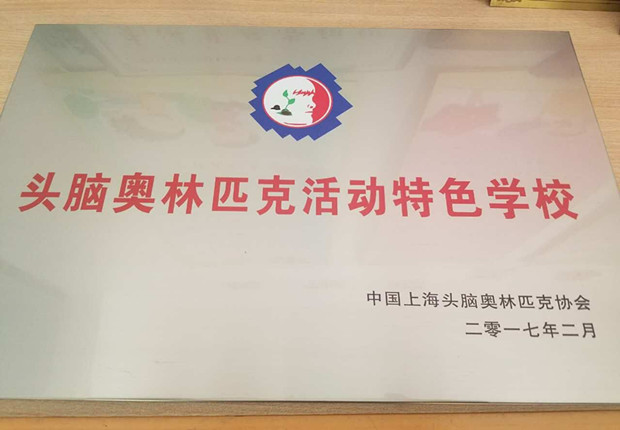 头脑奥林匹克活动特色学校
中国上海头脑奥林匹克协会
二零一七年二月